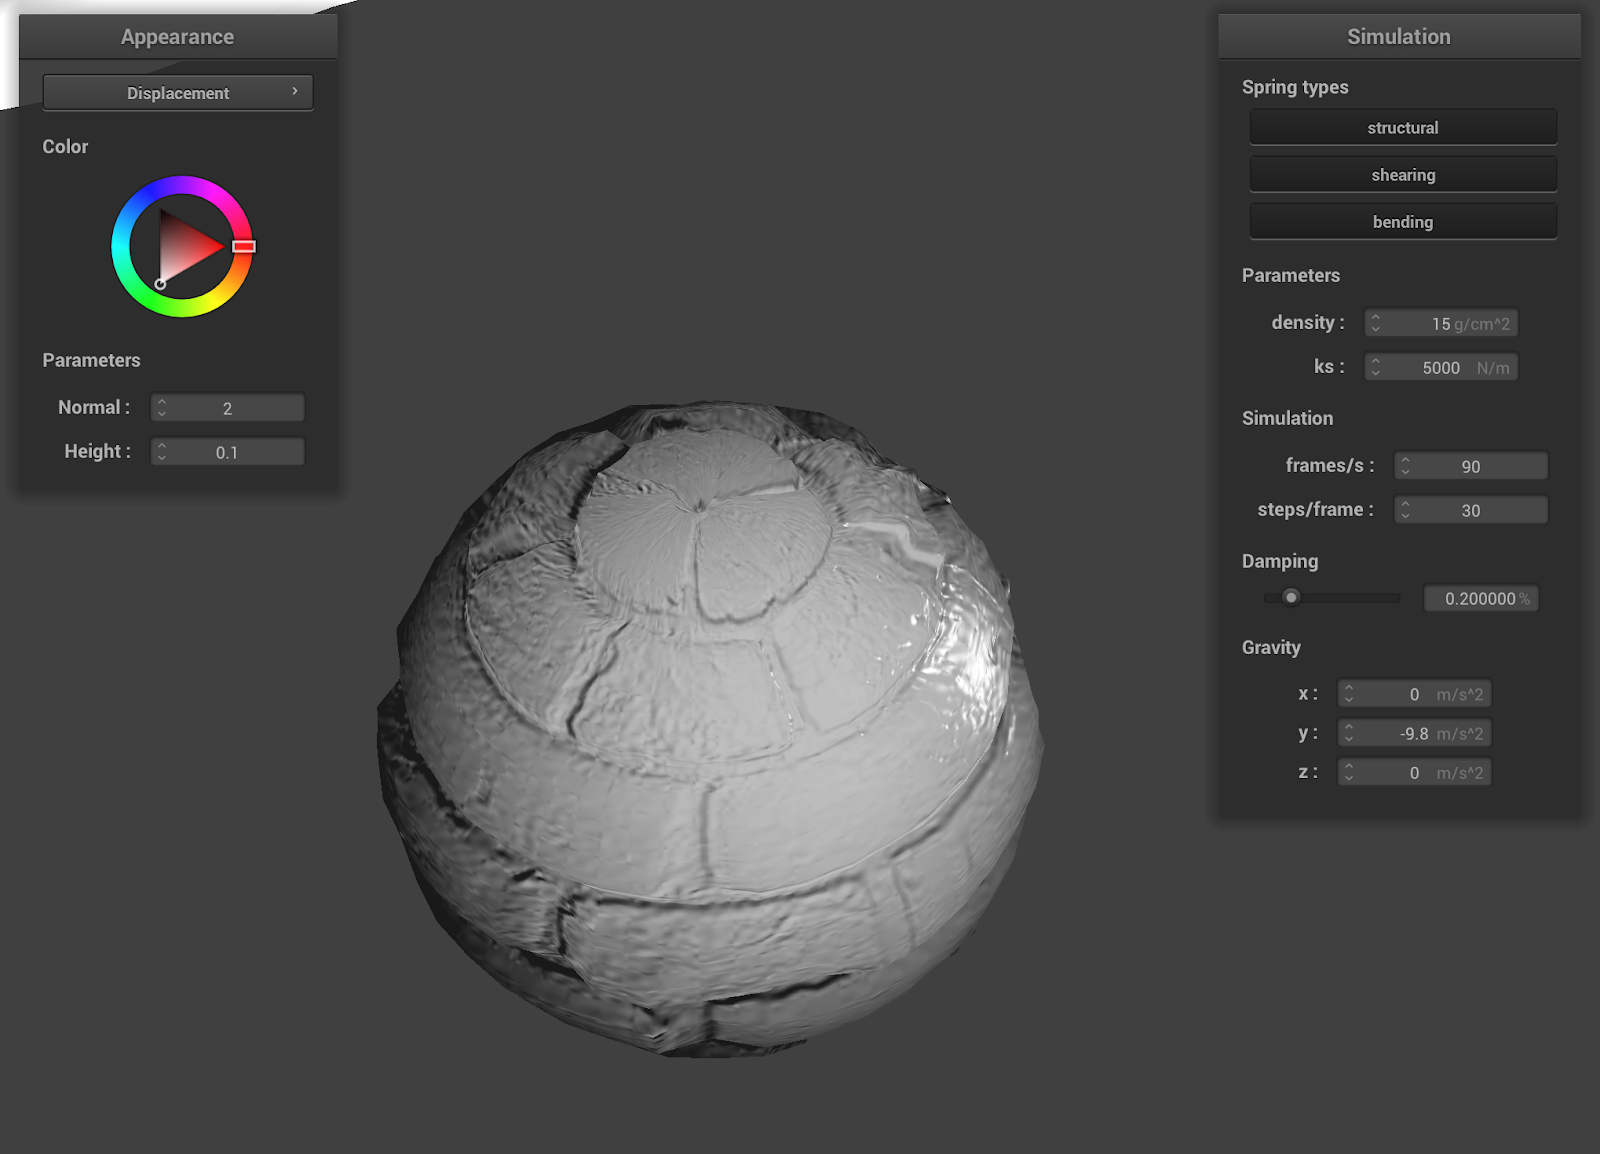 Appearance
Displacement
Color
Parameters
Normal : 2
Height : 0.1
Simulation
Spring types
structural
shearing
bending
Parameters
density : 15 g/cm^2
ks : 5000 N/m
Simulation
frames/s : 90
steps/frame : 30
Damping
0.200000 %
Gravity
x : 0 m/s^2
y : -9.8 m/s^2
z : 0 m/s^2